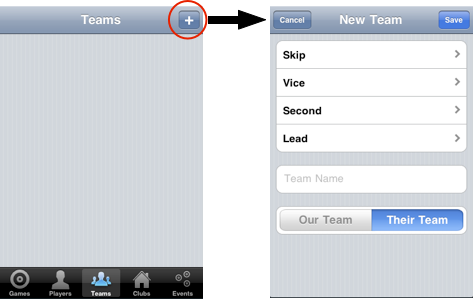 Teams
+
Games Players Teams Clubs Events
Cancel New Team Save
Skip
Vice
Second
Lead
Team Name
Our Team Their Team